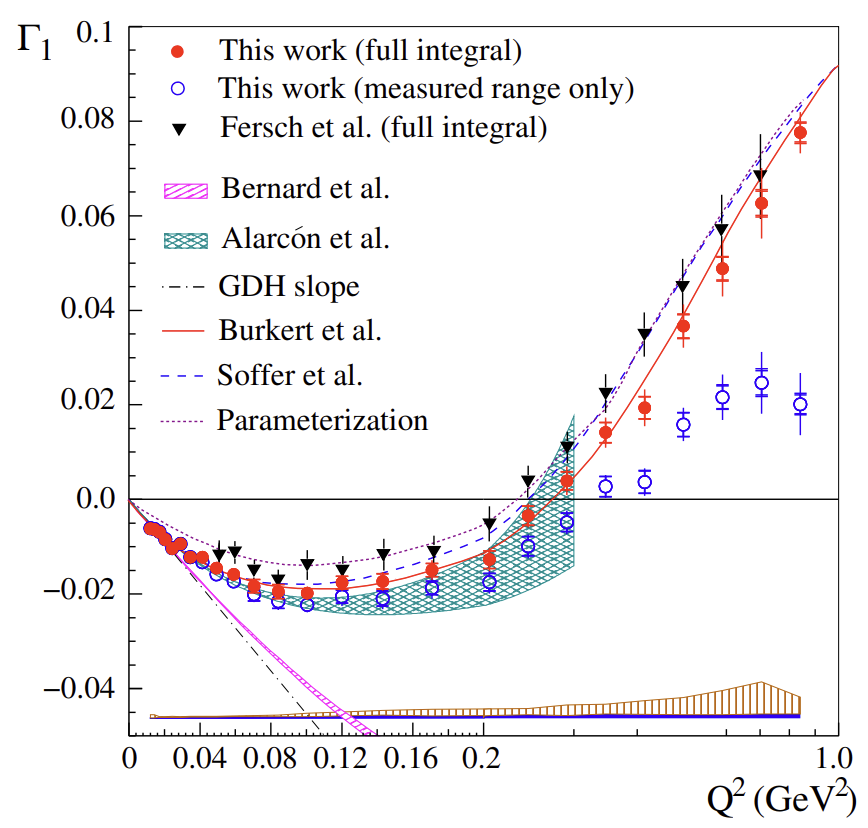 Γ1
0.1
0.08
0.06
0.04
0.02
0.0
−0.02
−0.04
This work (full integral)
This work (measured range only)
Fersch et al. (full integral)
Bernard et al.
Alarcón et al.
GDH slope
Burkert et al.
Soffer et al.
Parameterization
0 0.04 0.08 0.12 0.16 0.2 1.0
Q² (GeV²)